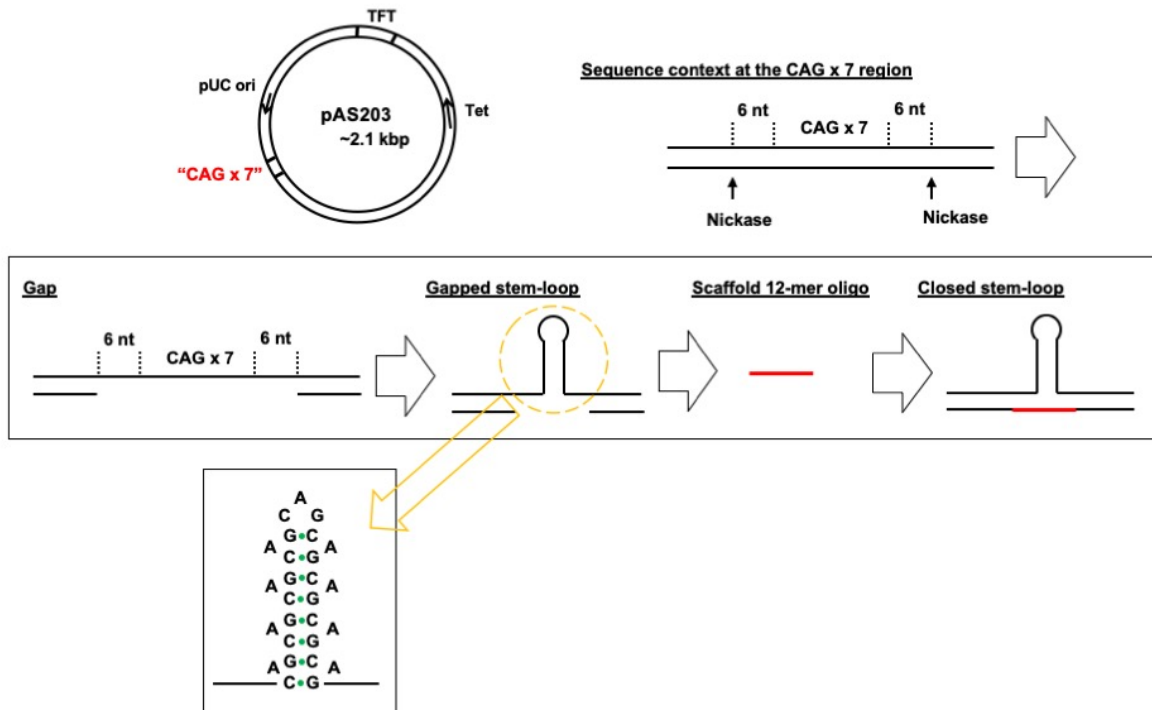 TFT
pUC ori
pAS203
~2.1 kbp
Tet
"CAG x 7"
Sequence context at the CAG x 7 region
6 nt
CAG x 7
6 nt
Nickase
Nickase
Gap
6 nt
CAG x 7
6 nt
Gapped stem-loop
Scaffold 12-mer oligo
Closed stem-loop
A
C G
G•C
A A
C•G
G•C
A A
C•G
G•C
A A
C•G
G•C
A A
C•G